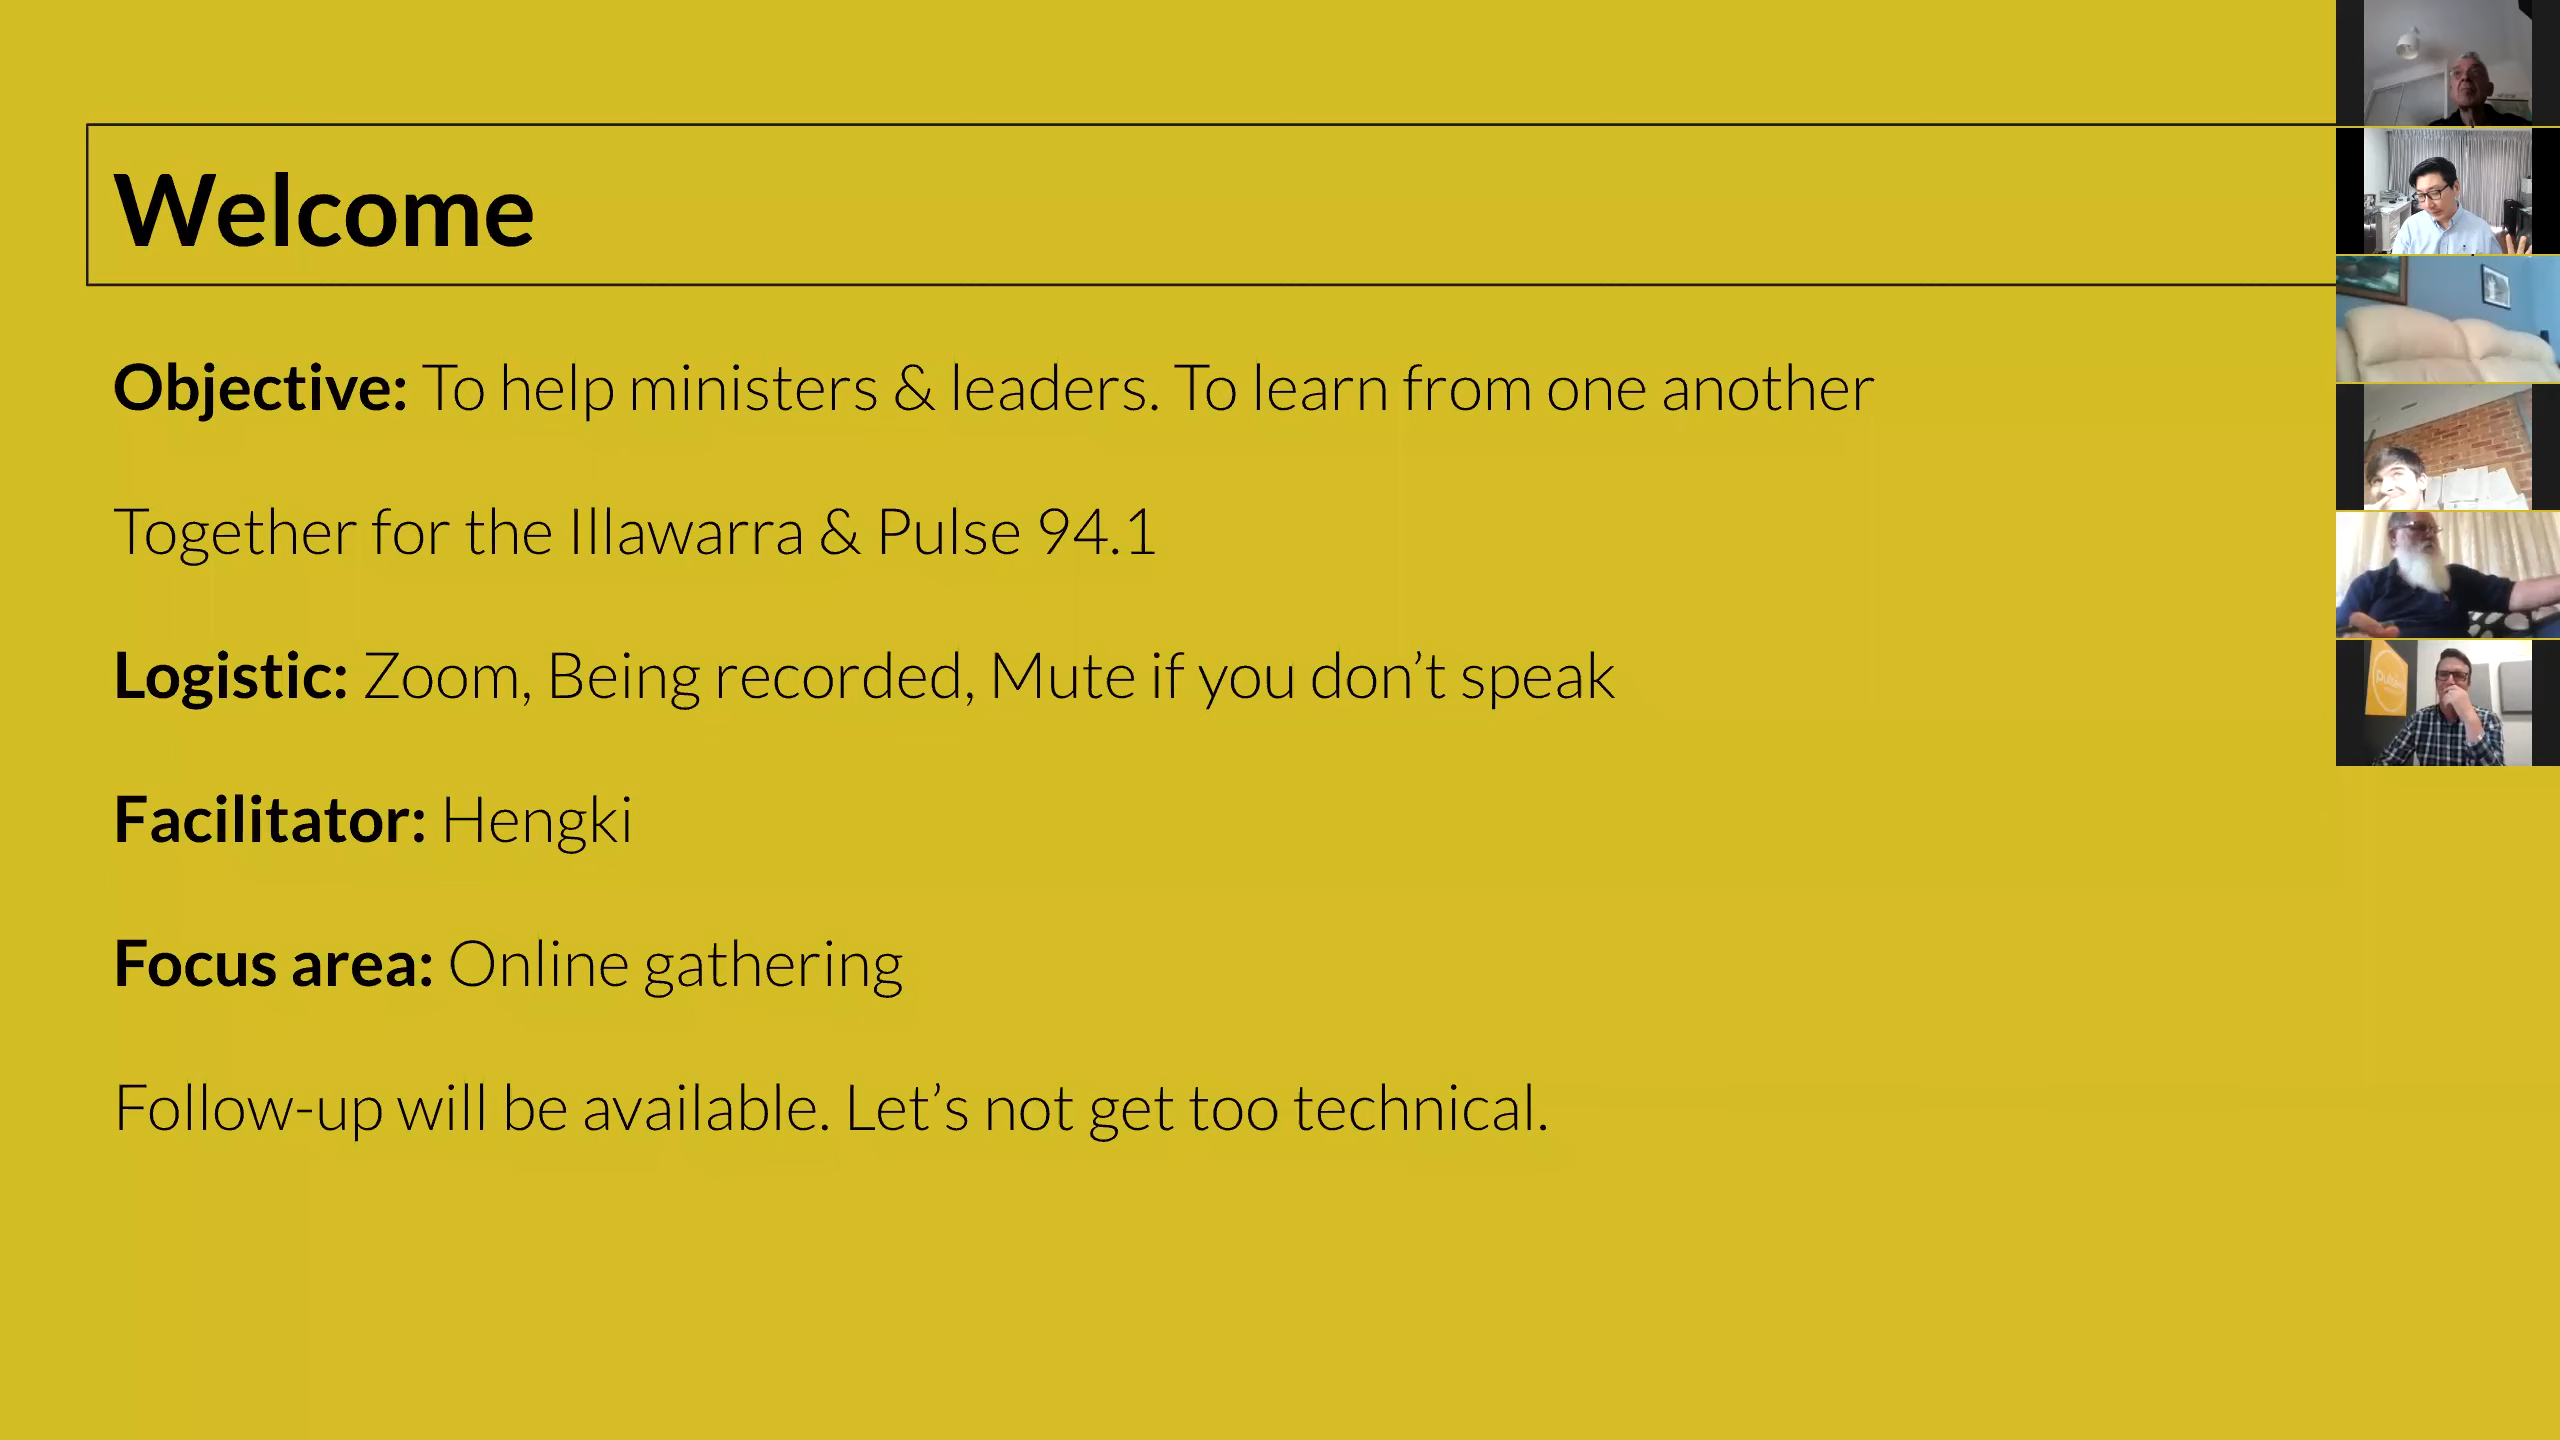 Welcome
Objective: To help ministers & leaders. To learn from one another
Together for the Illawarra & Pulse 94.1
Logistic: Zoom, Being recorded, Mute if you don’t speak
Facilitator: Hengki
Focus area: Online gathering
Follow-up will be available. Let’s not get too technical.